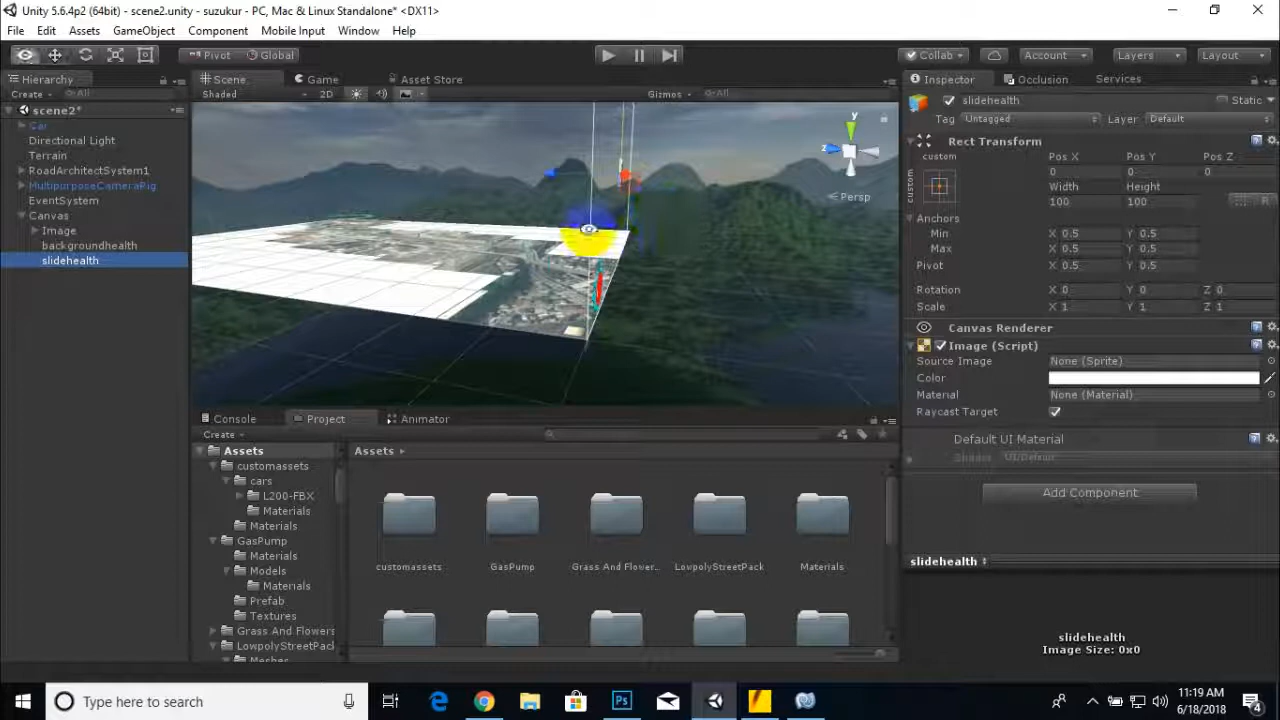 Unity 5.6.4p2 (64bit) - scene2.unity - suzukur - PC, Mac & Linux Standalone* <DX11>
File Edit Assets GameObject Component Mobile Input Window Help
Pivot Global Collab Account Layers Layout
Hierarchy
Create All
scene2*
Car
Directional Light
Terrain
RoadArchitectSystem1
MultipurposeCameraRig
EventSystem
Canvas
Image
backgroundhealth
slidehealth
Scene Game Asset Store
Shaded 2D Gizmos All
y
z
Persp
Console Project Animator
Create
Assets
customassets
cars
L200-FBX
Materials
Materials
GasPump
Materials
Models
Materials
Prefab
Textures
Grass And Flowers
LowpolyStreetPack
Meshes
Assets
customassets GasPump Grass And Flower... LowpolyStreetPack Materials
Inspector Occlusion Services
slidehealth Static
Tag Untagged Layer Default
Rect Transform
custom Pos X Pos Y Pos Z
custom 0 0 0
Width Height
100 100 R
Anchors
Min X 0.5 Y 0.5
Max X 0.5 Y 0.5
Pivot X 0.5 Y 0.5
Rotation X 0 Y 0 Z 0
Scale X 1 Y 1 Z 1
Canvas Renderer
Image (Script)
Source Image None (Sprite)
Color
Material None (Material)
Raycast Target
Default UI Material
Shader UI/Default
Add Component
slidehealth
slidehealth
Image Size: 0x0
Type here to search
11:19 AM
6/18/2018
4